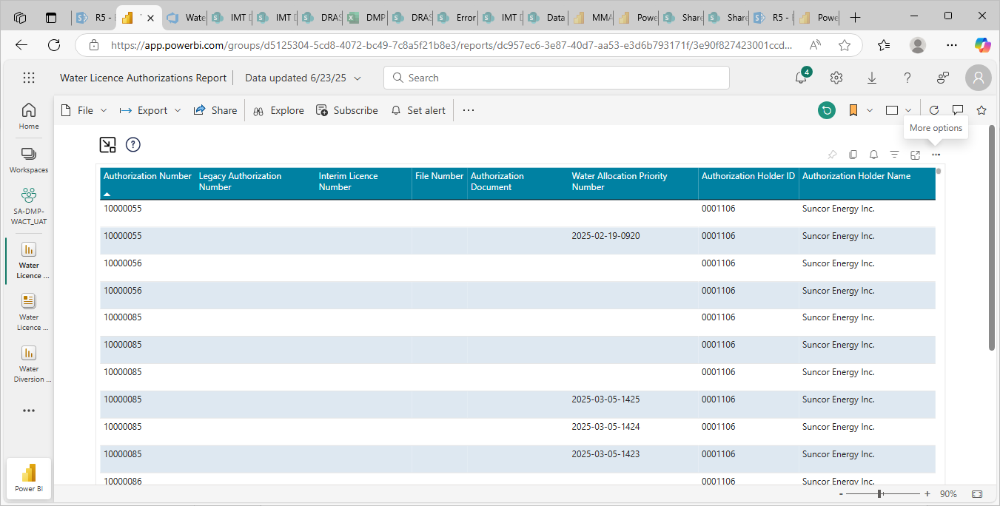 R5 -
Wate
IMT D
IMT D
DRAS
DMP
DRAS
Error
IMT D
Data
MMA
Powe
Share
Share
R5 -
Powe
https://app.powerbi.com/groups/d5125304-5cd8-4072-bc49-7c8a5f21b8e3/reports/dc957ec6-3e87-40d7-aa53-e3d6b793171f/3e90f827423001ccd...
Water Licence Authorizations Report
Data updated 6/23/25
Search
4
File
Export
Share
Explore
Subscribe
Set alert
More options
Home
Workspaces
SA-DMP-
WACT_UAT
Water
Licence ...
Water
Licence ...
Water
Diversion ...
Power BI
Authorization Number Legacy Authorization Number Interim Licence Number File Number Authorization Document Water Allocation Priority Number Authorization Holder ID Authorization Holder Name
10000055 0001106 Suncor Energy Inc.
10000055 2025-02-19-0920 0001106 Suncor Energy Inc.
10000056 0001106 Suncor Energy Inc.
10000056 0001106 Suncor Energy Inc.
10000085 0001106 Suncor Energy Inc.
10000085 0001106 Suncor Energy Inc.
10000085 0001106 Suncor Energy Inc.
10000085 2025-03-05-1425 0001106 Suncor Energy Inc.
10000085 2025-03-05-1424 0001106 Suncor Energy Inc.
10000085 2025-03-05-1423 0001106 Suncor Energy Inc.
10000086 0001106 Suncor Energy Inc.
- + 90%